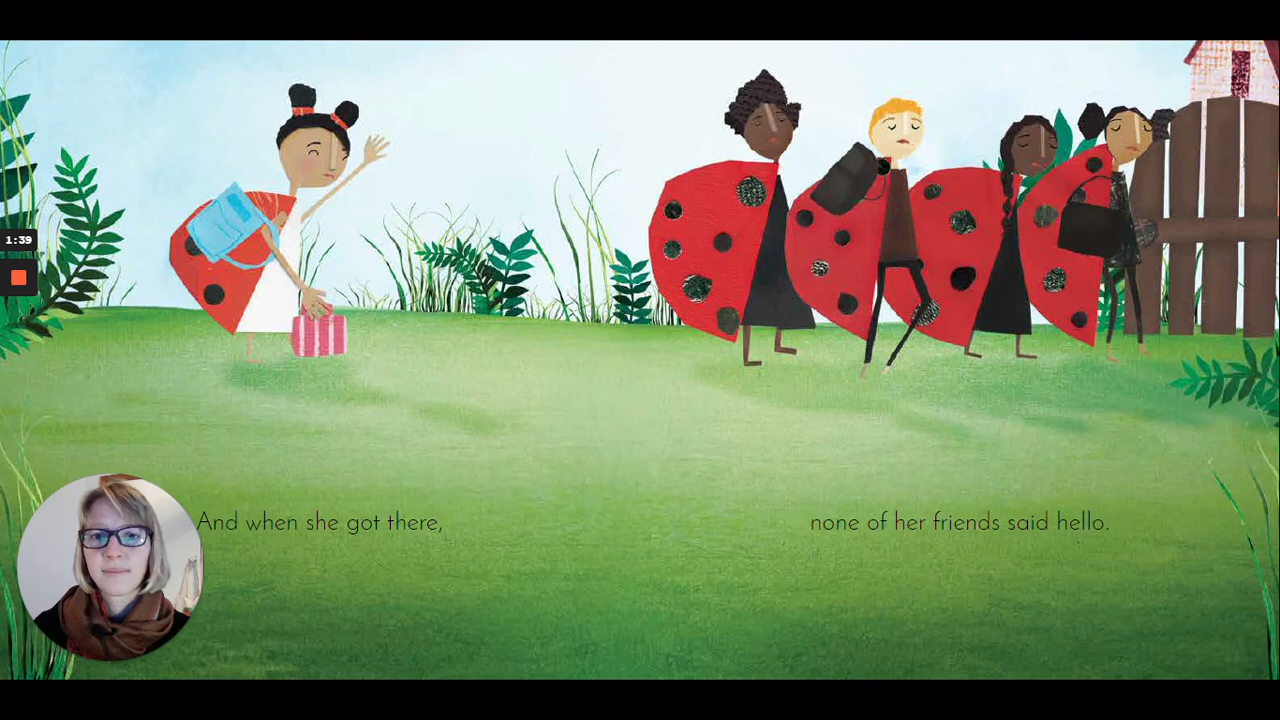 1:39
And when she got there,
none of her friends said hello.